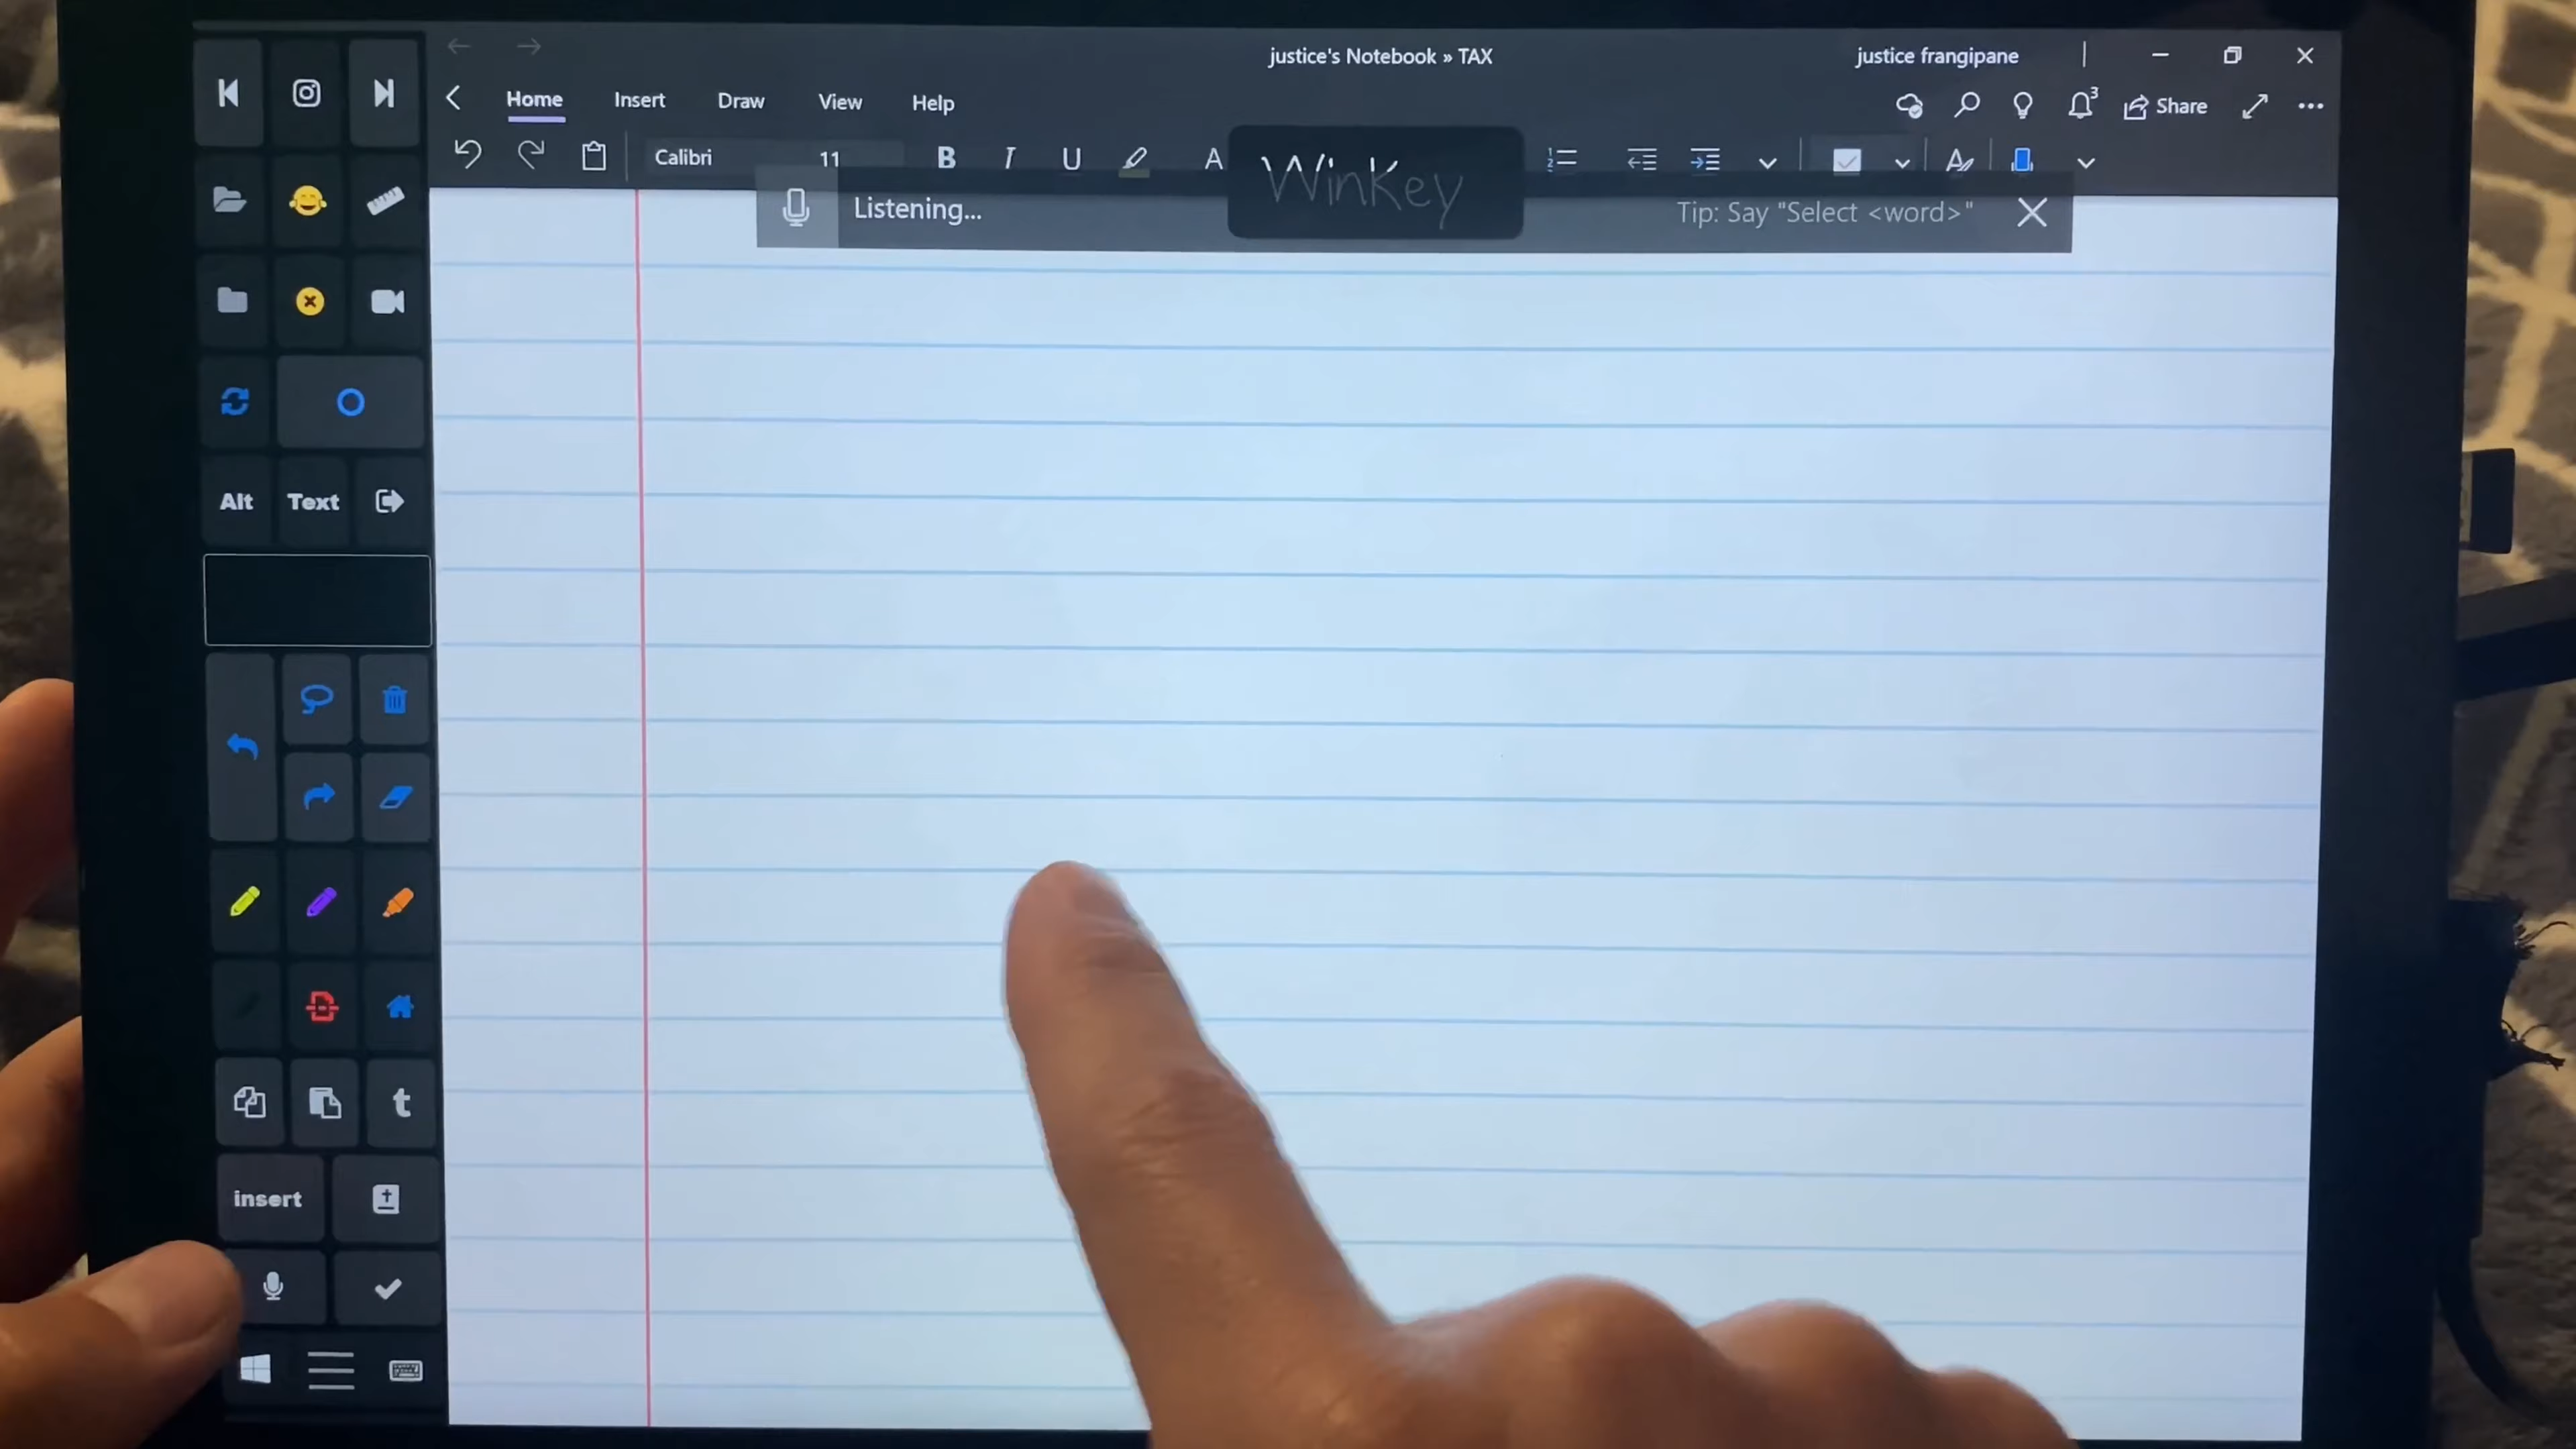 justice's Notebook » TAX
justice frangipane
Home Insert Draw View Help
3
Share
Calibri 11 B I U A
WinKey
Listening...
Tip: Say "Select <word>"
Alt Text
t
insert